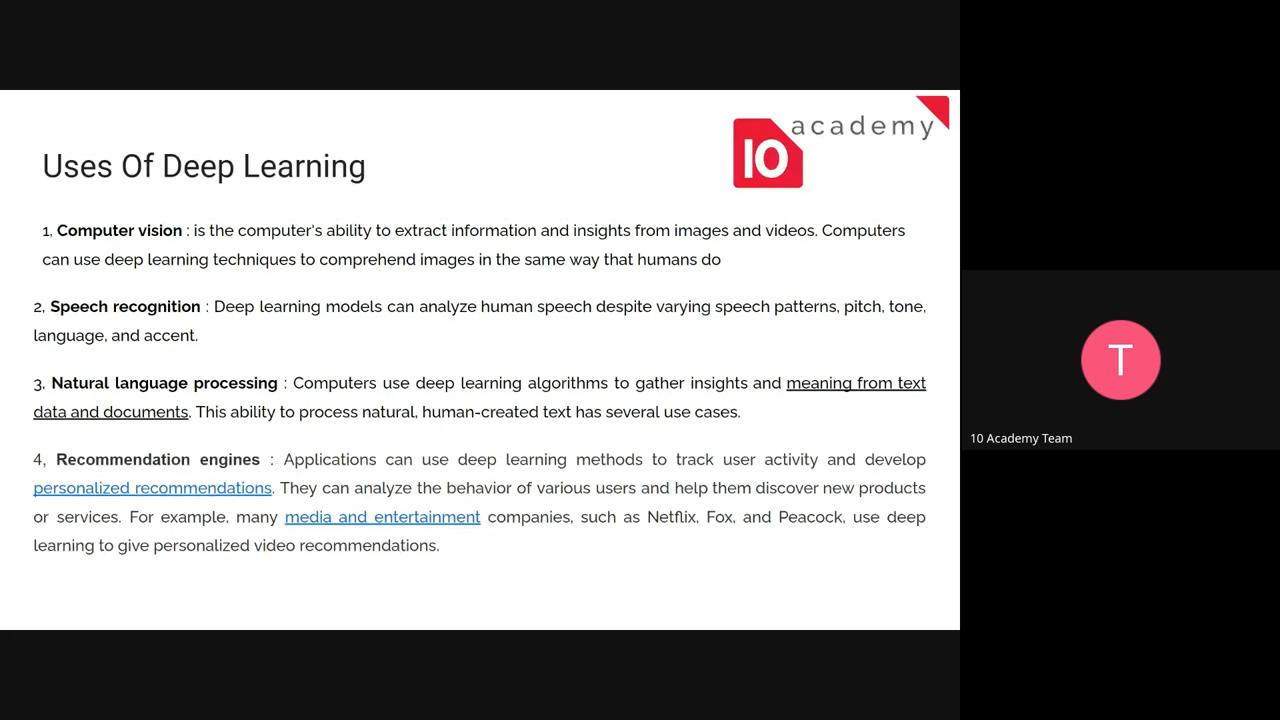 academy
10
Uses Of Deep Learning
1, Computer vision : is the computer's ability to extract information and insights from images and videos. Computers
can use deep learning techniques to comprehend images in the same way that humans do
2, Speech recognition : Deep learning models can analyze human speech despite varying speech patterns, pitch, tone,
language, and accent.
3, Natural language processing : Computers use deep learning algorithms to gather insights and meaning from text
data and documents. This ability to process natural, human-created text has several use cases.
4, Recommendation engines : Applications can use deep learning methods to track user activity and develop
personalized recommendations. They can analyze the behavior of various users and help them discover new products
or services. For example, many media and entertainment companies, such as Netflix, Fox, and Peacock, use deep
learning to give personalized video recommendations.
T
10 Academy Team